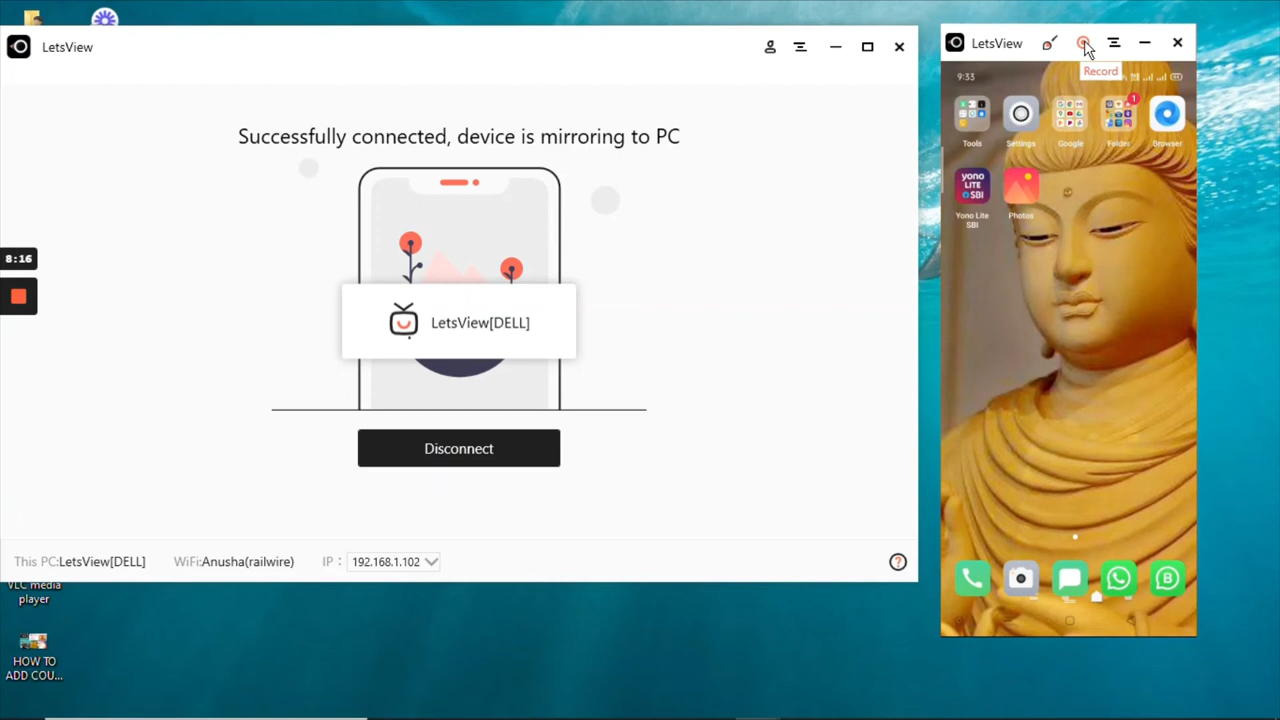 LetsView
Successfully connected, device is mirroring to PC
8:16
LetsView[DELL]
Disconnect
This PC:LetsView[DELL]
WiFi:Anusha(railwire)
IP :
192.168.1.102
?
VLC media
player
HOW TO
ADD COU...
LetsView
Record
9:33
1
Tools
Settings
Google
Folder
Browser
yono
LITE
SBI
Yono Lite
SBI
Photos
B